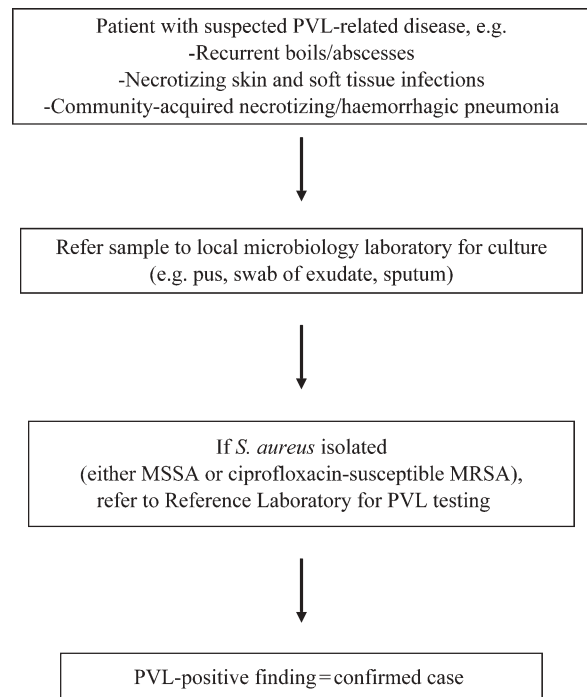 Patient with suspected PVL-related disease, e.g.
-Recurrent boils/abscesses
-Necrotizing skin and soft tissue infections
-Community-acquired necrotizing/haemorrhagic pneumonia
Refer sample to local microbiology laboratory for culture
(e.g. pus, swab of exudate, sputum)
If S. aureus isolated
(either MSSA or ciprofloxacin-susceptible MRSA),
refer to Reference Laboratory for PVL testing
PVL-positive finding=confirmed case